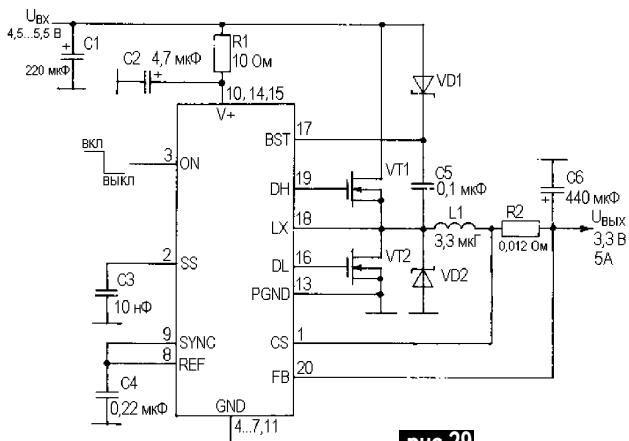 UВХ
4,5...5,5 В
C1
220 мкФ
C2
4,7 мкФ
R1
10 Ом
10, 14, 15
V+
VD1
BST
17
ВКЛ
ВЫКЛ
3
ON
DH
19
VT1
C5
0,1 мкФ
C6
440 мкФ
LX
18
L1
3,3 мкГ
R2
0,012 Ом
UВЫХ
3,3 В
5А
2
SS
DL
16
VT2
VD2
C3
10 нФ
PGND
13
9
SYNC
CS
1
8
REF
FB
20
C4
0,22 мкФ
GND
4...7, 11
рис 20